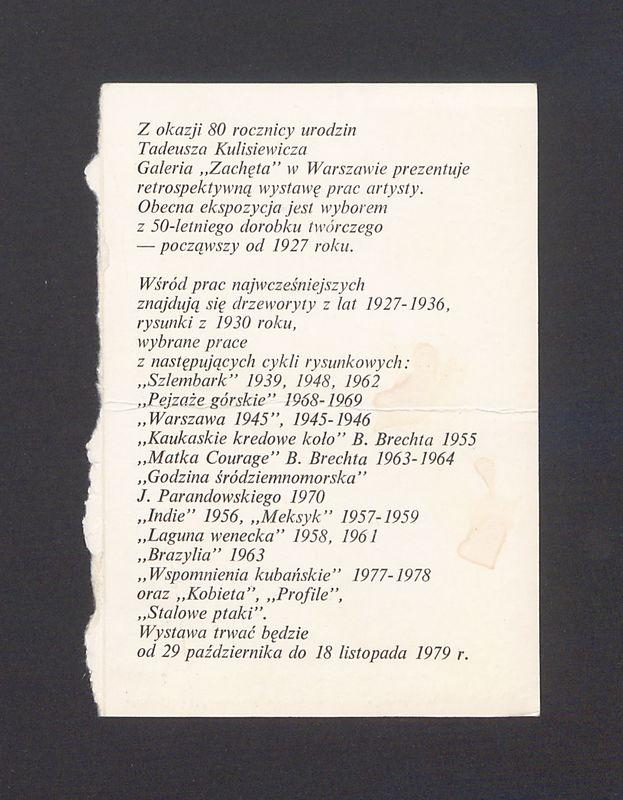 Z okazji 80 rocznicy urodzin
Tadeusza Kulisiewicza
Galeria „Zachęta” w Warszawie prezentuje
retrospektywną wystawę prac artysty.
Obecna ekspozycja jest wyborem
z 50-letniego dorobku twórczego
— począwszy od 1927 roku.

Wśród prac najwcześniejszych
znajdują się drzeworyty z lat 1927-1936,
rysunki z 1930 roku,
wybrane prace
z następujących cykli rysunkowych:
„Szlembark” 1939, 1948, 1962
„Pejzaże górskie” 1968-1969
„Warszawa 1945”, 1945-1946
„Kaukaskie kredowe koło” B. Brechta 1955
„Matka Courage” B. Brechta 1963-1964
„Godzina śródziemnomorska”
J. Parandowskiego 1970
„Indie” 1956, „Meksyk” 1957-1959
„Laguna wenecka” 1958, 1961
„Brazylia” 1963
„Wspomnienia kubańskie” 1977-1978
oraz „Kobieta”, „Profile”,
„Stalowe ptaki”.
Wystawa trwać będzie
od 29 października do 18 listopada 1979 r.